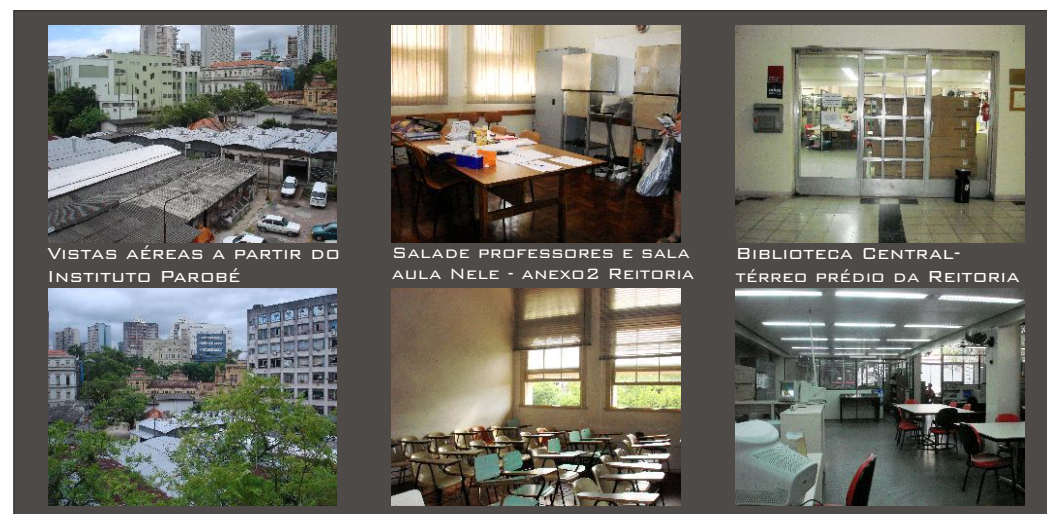 Vistas aéreas a partir do
Instituto Parobé
Salade professores e sala
aula Nele - anexo2 Reitoria
Biblioteca Central-
térreo prédio da Reitoria